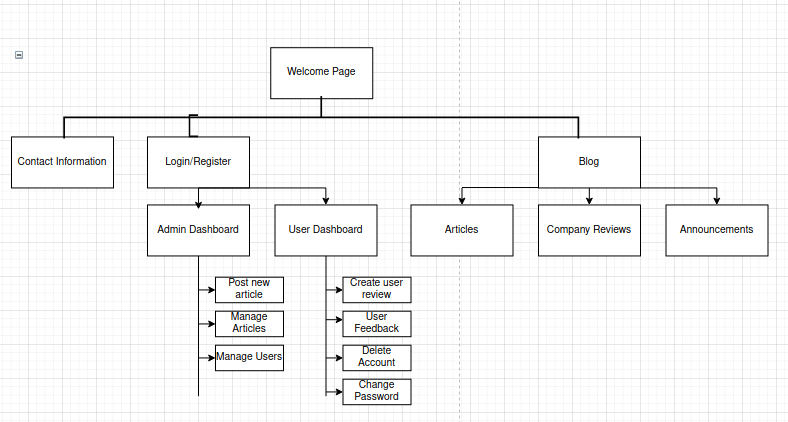 Welcome Page
Contact Information
Login/Register
Blog
Admin Dashboard
User Dashboard
Articles
Company Reviews
Announcements
Post new
article
Manage
Articles
Manage Users
Create user
review
User
Feedback
Delete
Account
Change
Password